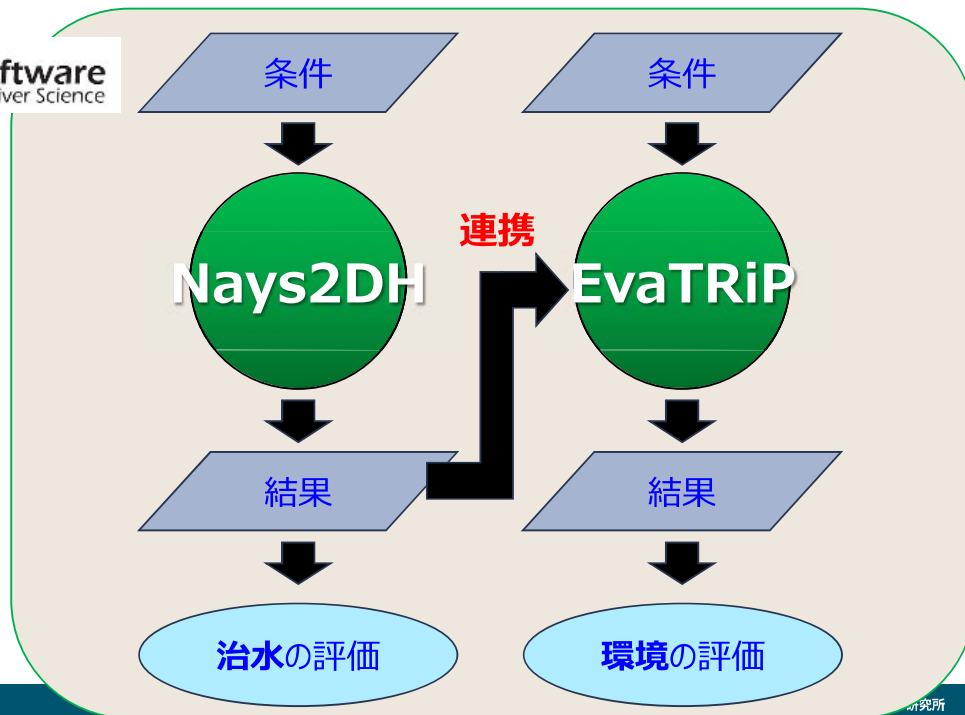 ftware
iver Science
条件
条件
連携
Nays2DH
EvaTRiP
結果
結果
治水の評価
環境の評価
研究所